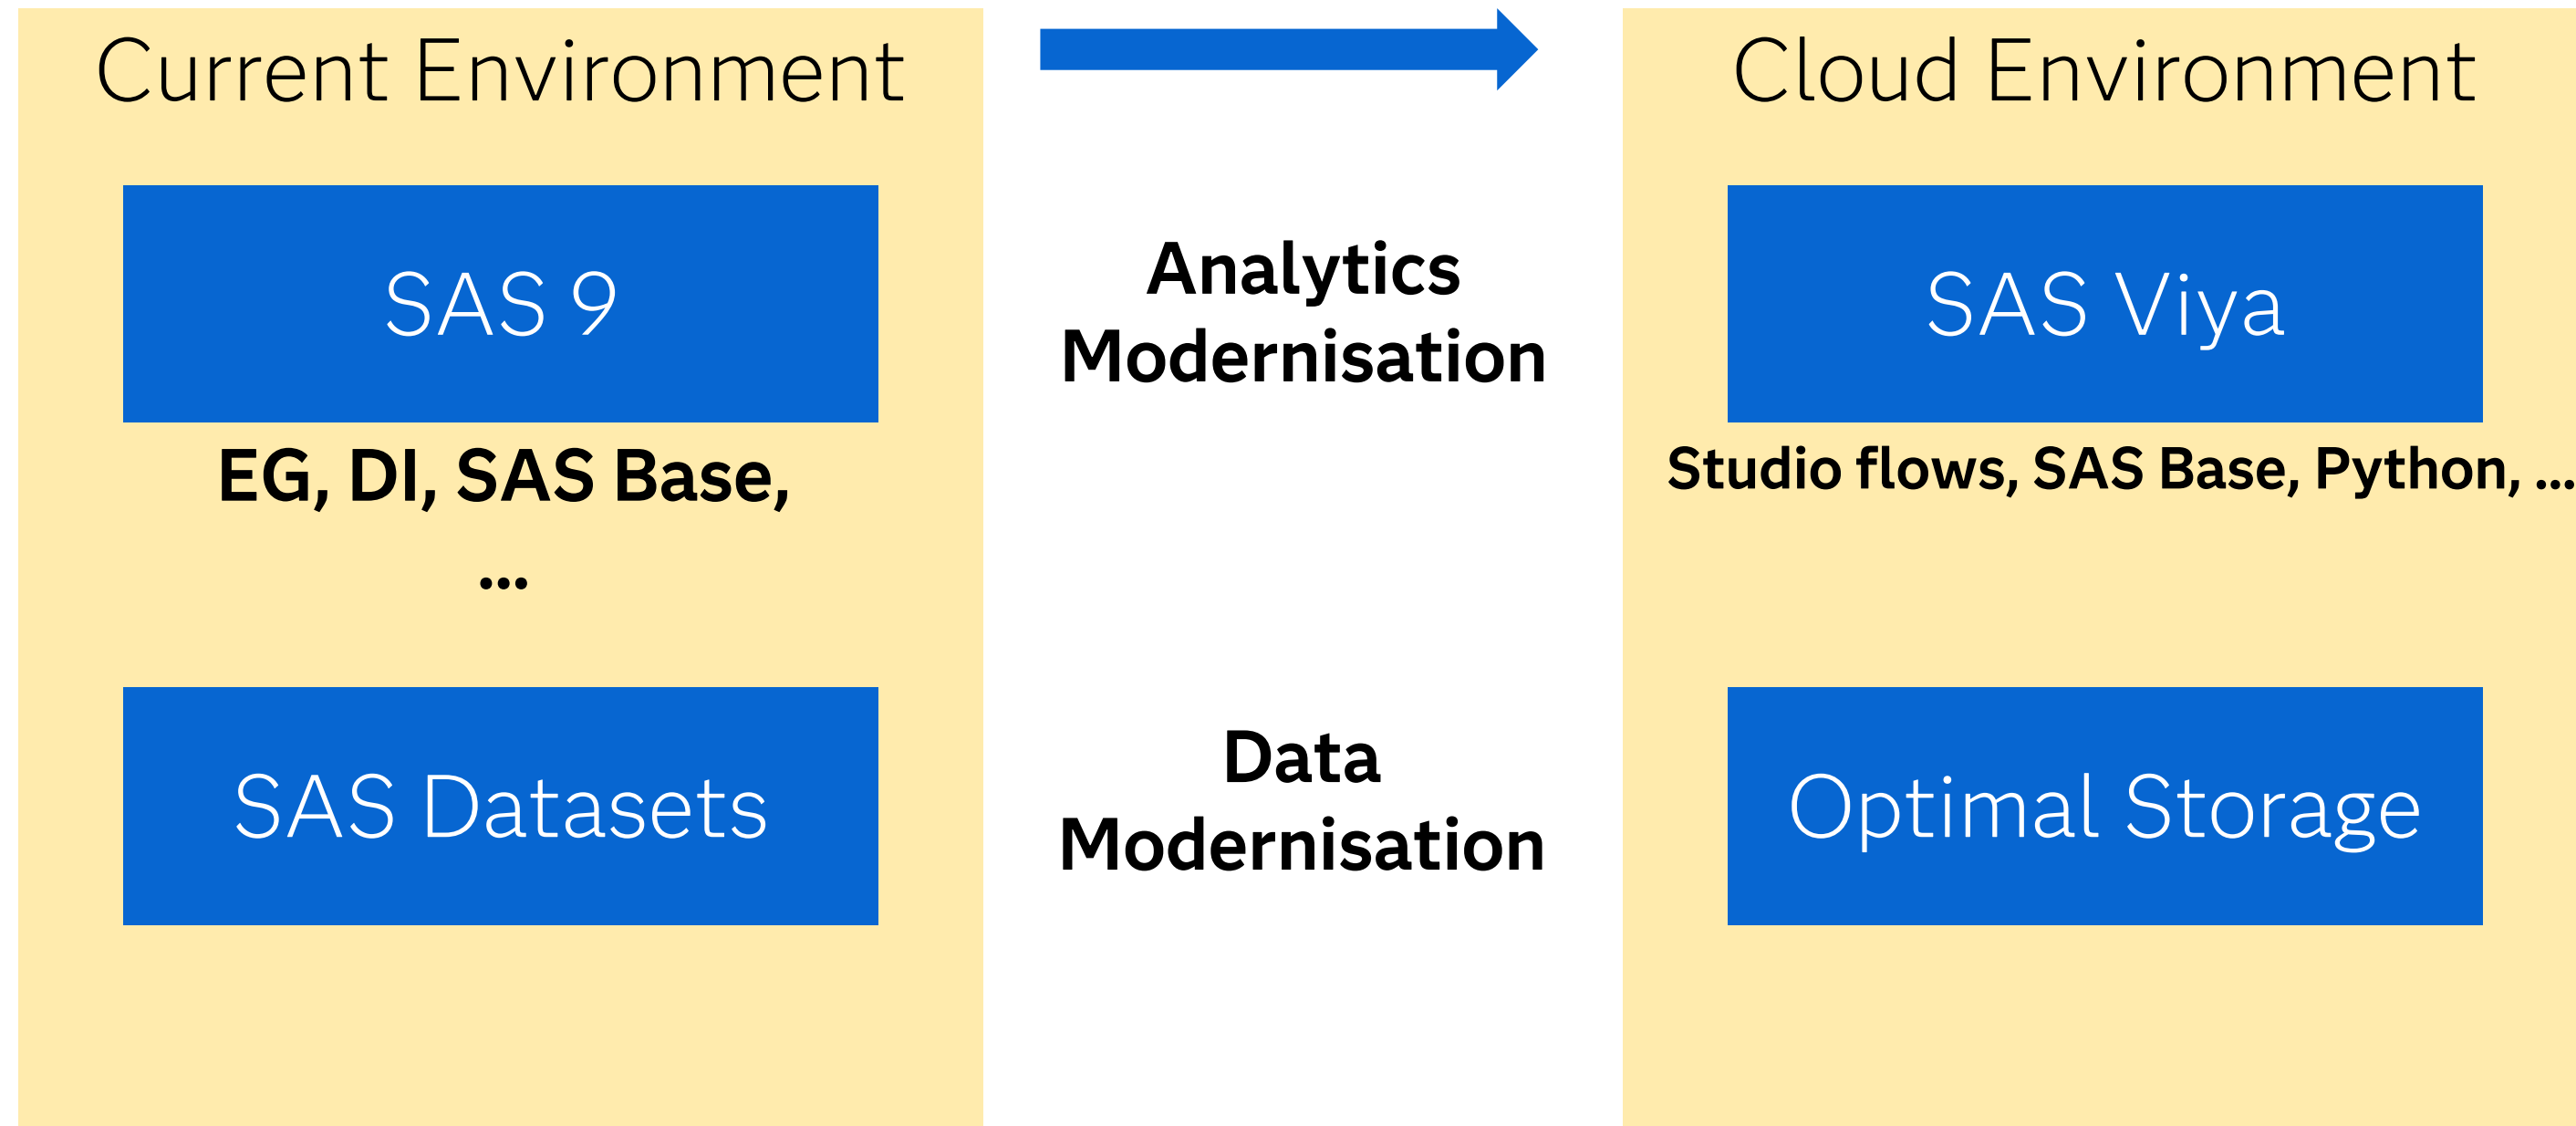 Current Environment
SAS 9
EG, DI, SAS Base,
...
SAS Datasets
Analytics
Modernisation
Data
Modernisation
Cloud Environment
SAS Viya
Studio flows, SAS Base, Python, ...
Optimal Storage